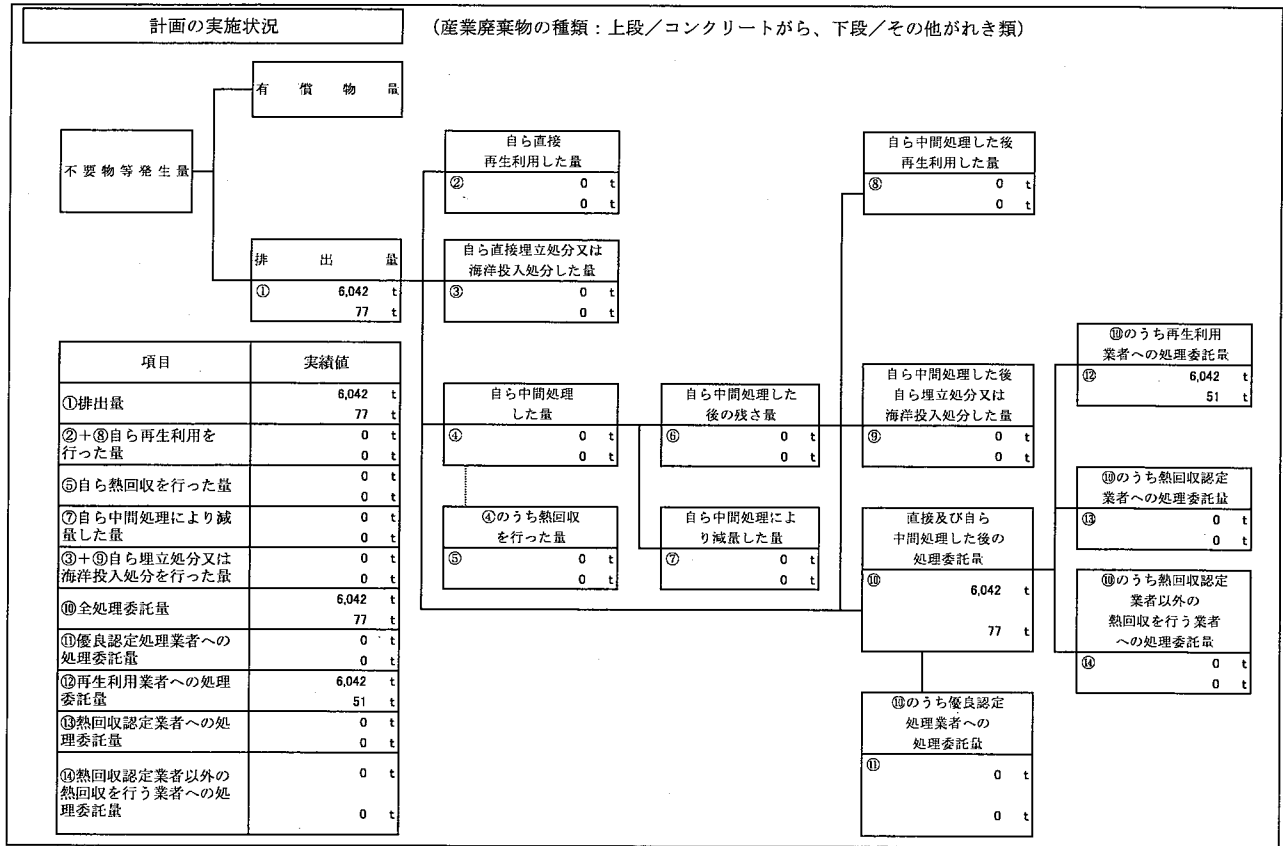 計画の実施状況
（産業廃棄物の種類：上段／コンクリートがら、下段／その他がれき類）
有償物量
不要物等発生量
排出量
① 6,042 t
77 t
自ら直接
再生利用した量
② 0 t
0 t
自ら直接埋立処分又は
海洋投入処分した量
③ 0 t
0 t
自ら中間処理した後
再生利用した量
⑧ 0 t
0 t
自ら中間処理
した量
④ 0 t
0 t
④のうち熱回収
を行った量
⑤ 0 t
0 t
自ら中間処理した
後の残さ量
⑥ 0 t
0 t
自ら中間処理によ
り減量した量
⑦ 0 t
0 t
自ら中間処理した後
自ら埋立処分又は
海洋投入処分した量
⑨ 0 t
0 t
直接及び自ら
中間処理した後の
処理委託量
⑩ 6,042 t
77 t
⑩のうち優良認定
処理業者への
処理委託量
⑪ 0 t
0 t
⑩のうち再生利用
業者への処理委託量
⑫ 6,042 t
51 t
⑩のうち熱回収認定
業者への処理委託量
⑬ 0 t
0 t
⑩のうち熱回収認定
業者以外の
熱回収を行う業者
への処理委託量
⑭ 0 t
0 t
項目 実績値
①排出量 6,042 t
77 t
②＋⑧自ら再生利用を 0 t
行った量 0 t
⑤自ら熱回収を行った量 0 t
0 t
⑦自ら中間処理により減 0 t
量した量 0 t
③＋⑨自ら埋立処分又は 0 t
海洋投入処分を行った量 0 t
⑩全処理委託量 6,042 t
77 t
⑪優良認定処理業者への 0 t
処理委託量 0 t
⑫再生利用業者への処理 6,042 t
委託量 51 t
⑬熱回収認定業者への処 0 t
理委託量 0 t
⑭熱回収認定業者以外の 0 t
熱回収を行う業者への処
理委託量 0 t